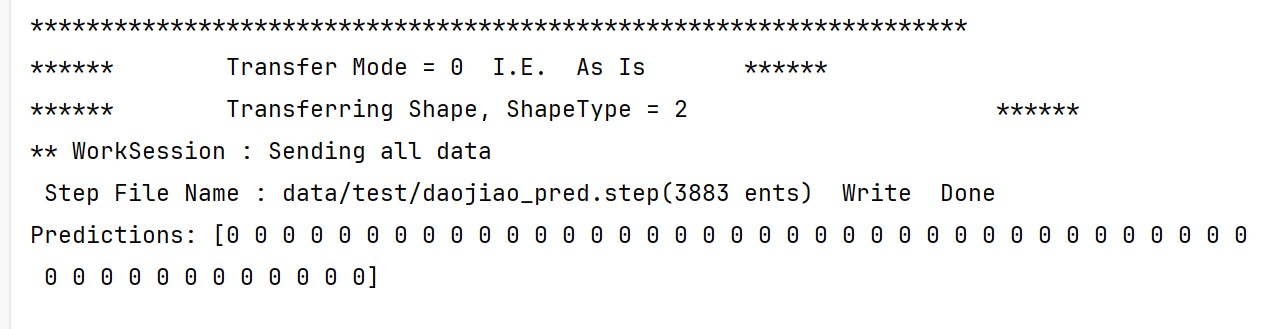 *******************************************************************
******        Transfer Mode = 0  I.E.  As Is       ******
******        Transferring Shape, ShapeType = 2                      ******
** WorkSession : Sending all data
 Step File Name : data/test/daojiao_pred.step(3883 ents)  Write  Done
Predictions: [0 0 0 0 0 0 0 0 0 0 0 0 0 0 0 0 0 0 0 0 0 0 0 0 0 0 0 0 0 0 0 0 0 0 0 0 0
 0 0 0 0 0 0 0 0 0 0 0 0]